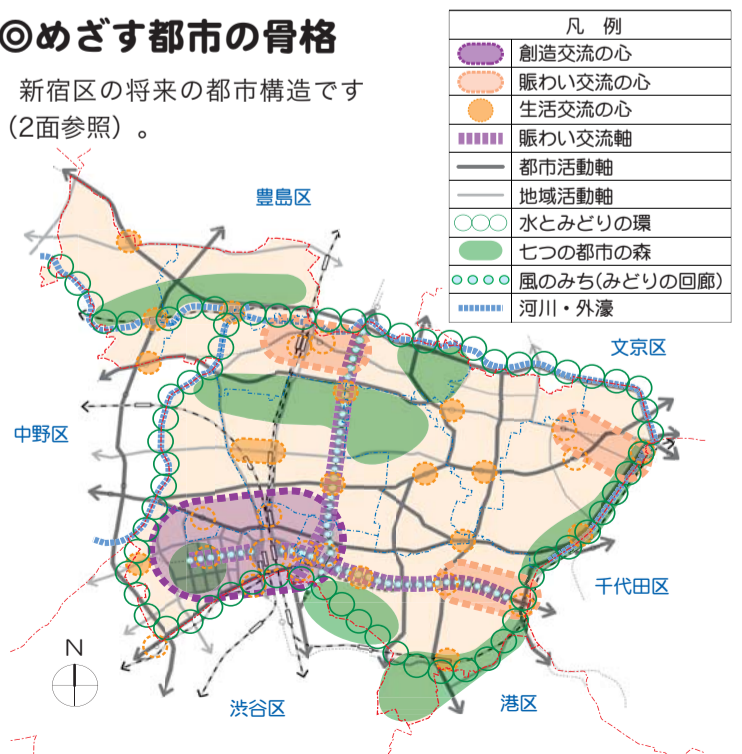 ◎めざす都市の骨格
新宿区の将来の都市構造です
(2面参照)。
凡 例
創造交流の心
賑わい交流の心
生活交流の心
賑わい交流軸
都市活動軸
地域活動軸
水とみどりの環
七つの都市の森
風のみち(みどりの回廊)
河川・外濠
豊島区
文京区
中野区
千代田区
N
渋谷区
港区